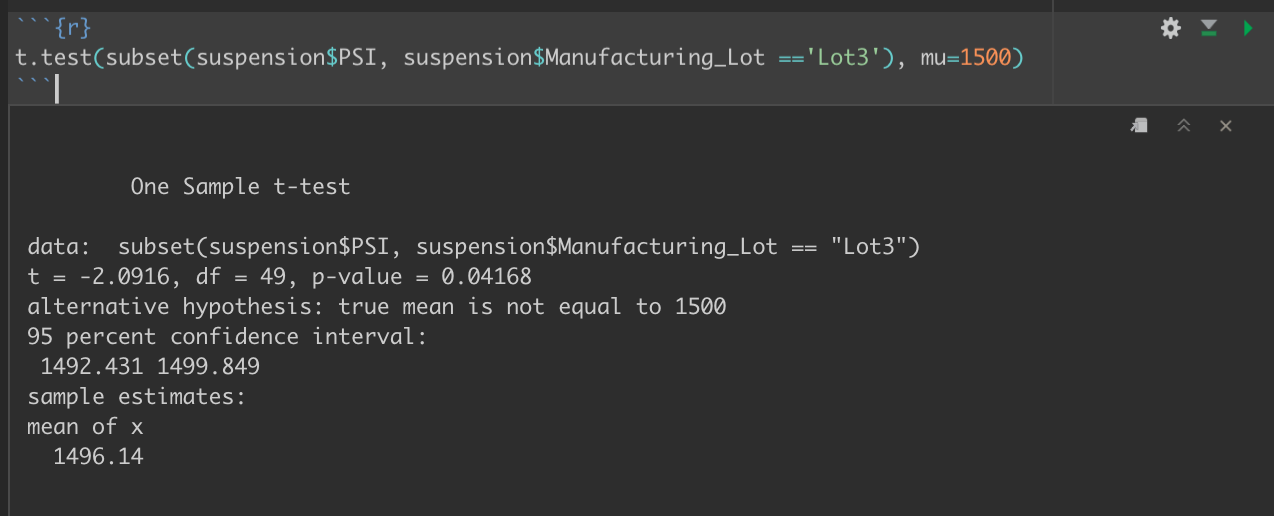 ```{r}
t.test(subset(suspension$PSI, suspension$Manufacturing_Lot =='Lot3'), mu=1500)
```
One Sample t-test
data:  subset(suspension$PSI, suspension$Manufacturing_Lot == "Lot3")
t = -2.0916, df = 49, p-value = 0.04168
alternative hypothesis: true mean is not equal to 1500
95 percent confidence interval:
 1492.431 1499.849
sample estimates:
mean of x
  1496.14